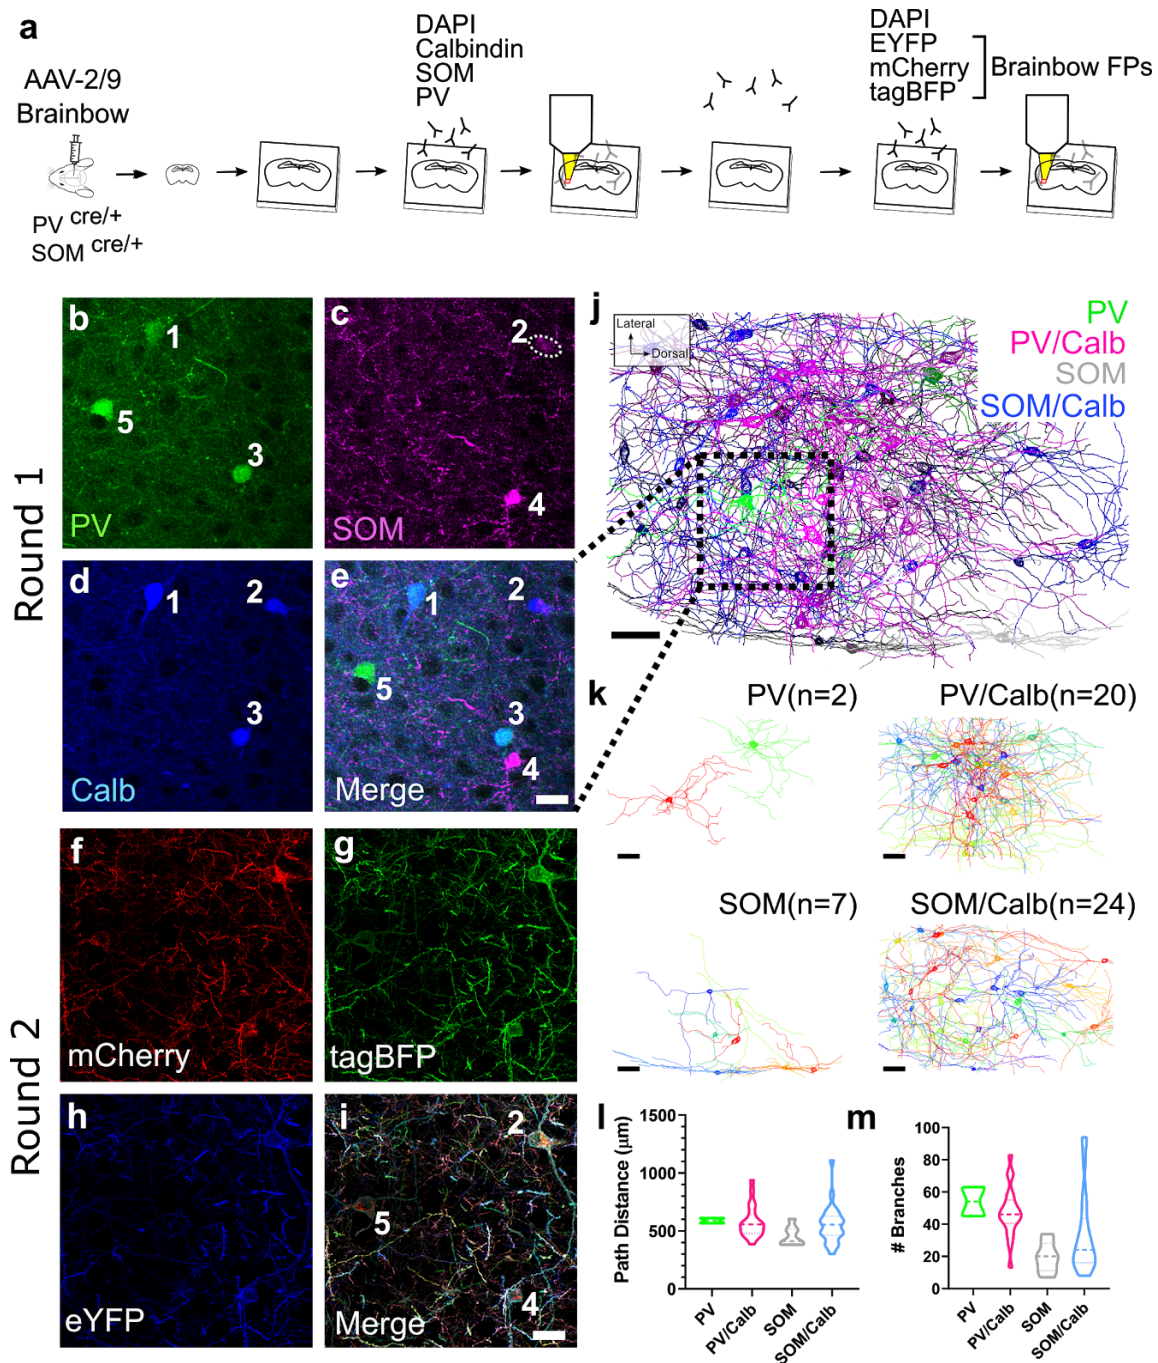 a
AAV-2/9
Brainbow
PV cre/+
SOM cre/+
DAPI
Calbindin
SOM
PV
DAPI
EYFP
mCherry
tagBFP
Brainbow FPs
Round 1
b
1
5
3
PV
c
2
4
SOM
d
1
2
3
Calb
e
1
2
5
3
4
Merge
Round 2
f
mCherry
g
tagBFP
h
eYFP
i
2
5
4
Merge
j
Lateral
Dorsal
PV
PV/Calb
SOM
SOM/Calb
k
PV(n=2)
PV/Calb(n=20)
SOM(n=7)
SOM/Calb(n=24)
l
Path Distance (μm)
1500
1000
500
0
PV
PV/Calb
SOM
SOM/Calb
m
# Branches
100
80
60
40
20
0
PV
PV/Calb
SOM
SOM/Calb